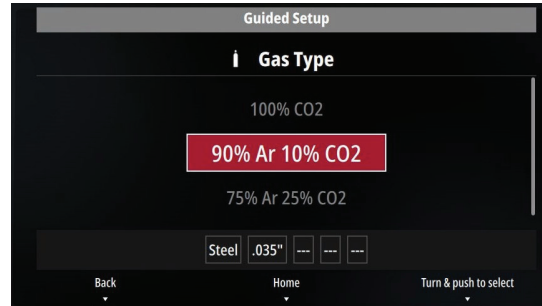 Guided Setup
Gas Type
100% CO2
90% Ar 10% CO2
75% Ar 25% CO2
Steel .035" --- --- ---
Back Home Turn & push to select